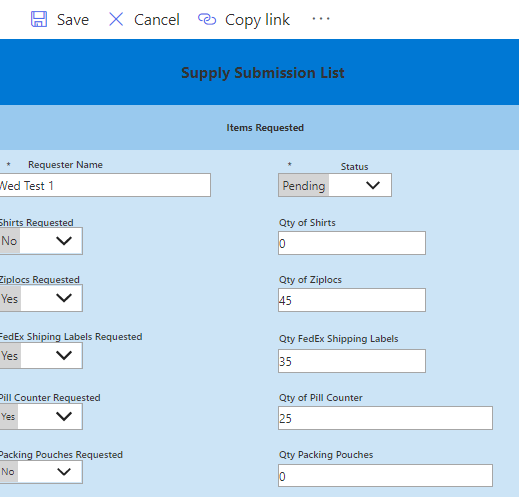 Save Cancel Copy link ...
Supply Submission List
Items Requested
* Requester Name * Status
Wed Test 1 Pending
Shirts Requested Qty of Shirts
No 0
Ziplocs Requested Qty of Ziplocs
Yes 45
FedEx Shiping Labels Requested Qty FedEx Shipping Labels
Yes 35
Pill Counter Requested Qty of Pill Counter
Yes 25
Packing Pouches Requested Qty Packing Pouches
No 0